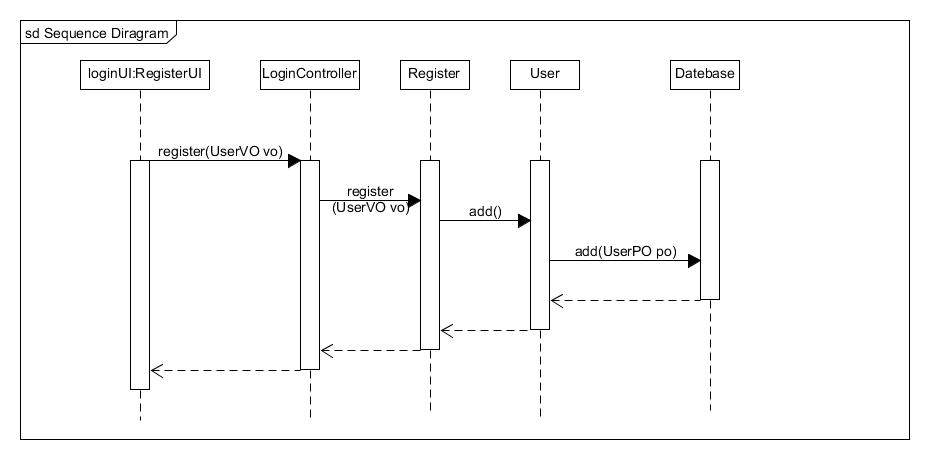 sd Sequence Diragram
loginUI:RegisterUI
LoginController
Register
User
Datebase
register(UserVO vo)
register
(UserVO vo)
add()
add(UserPO po)